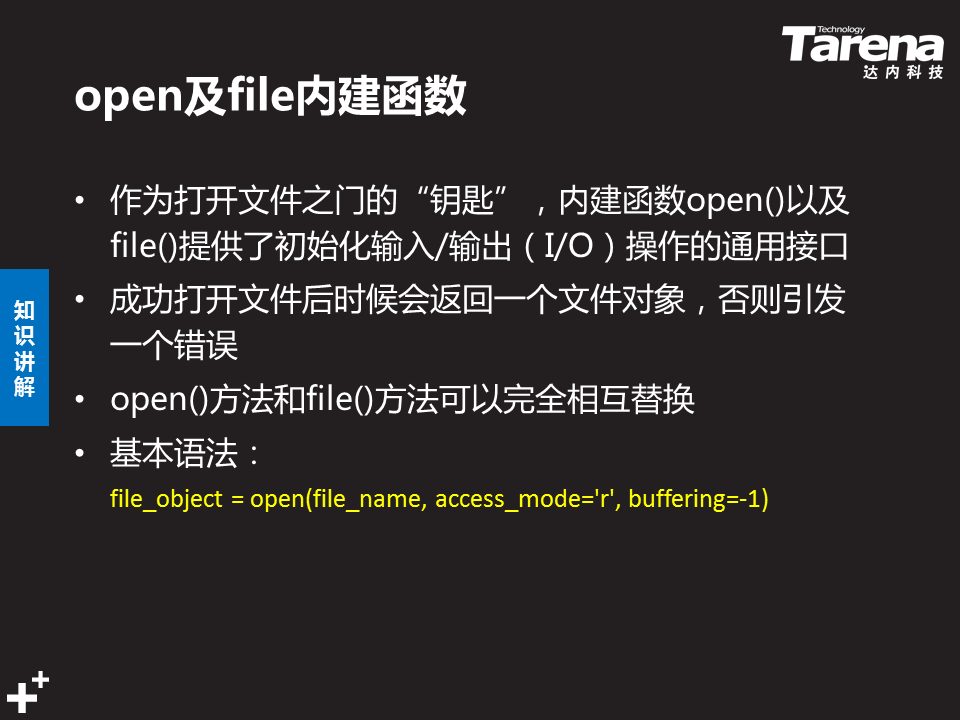 Technology
Tarena
达内科技
open及file内建函数
• 作为打开文件之门的“钥匙”，内建函数open()以及
file()提供了初始化输入/输出（I/O）操作的通用接口
• 成功打开文件后时候会返回一个文件对象，否则引发
一个错误
• open()方法和file()方法可以完全相互替换
• 基本语法：
file_object = open(file_name, access_mode='r', buffering=-1)
知识讲解